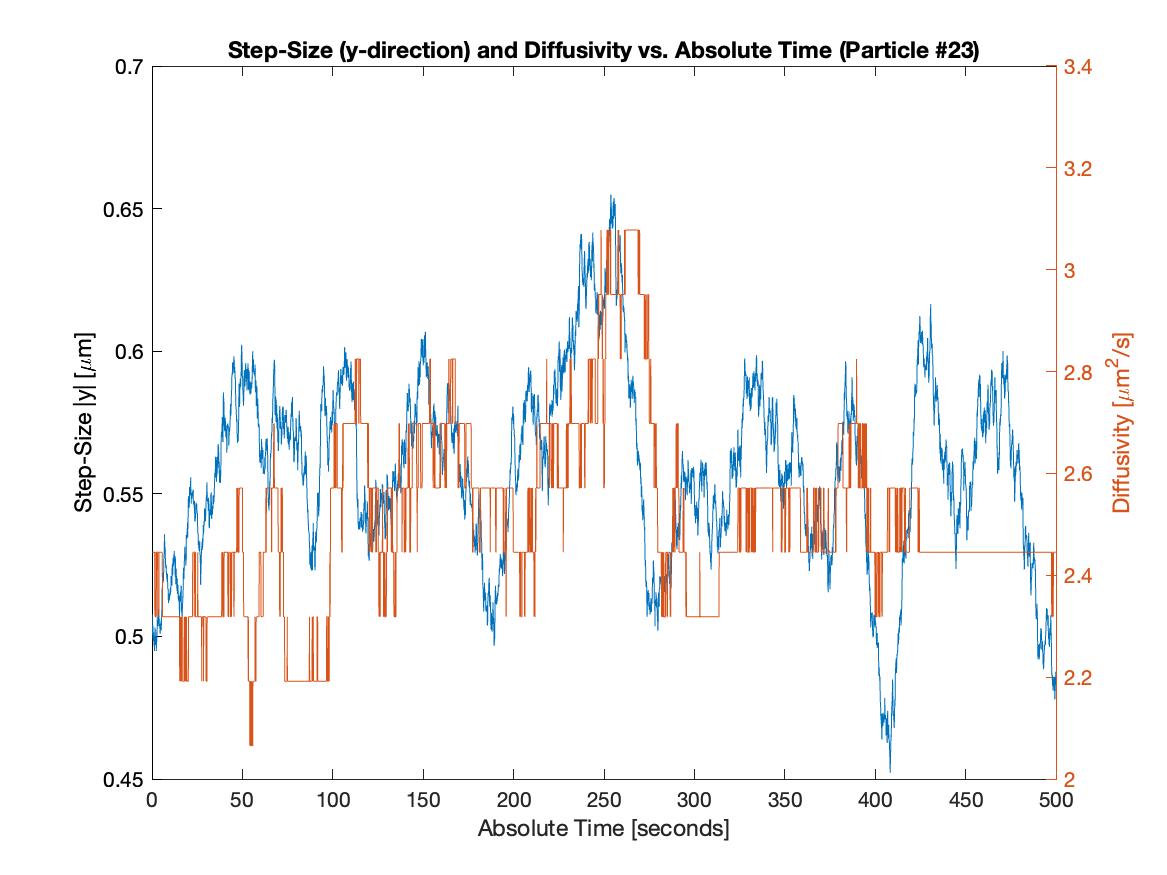 Step-Size (y-direction) and Diffusivity vs. Absolute Time (Particle #23)
0.7
0.65
0.6
0.55
0.5
0.45
Step-Size |y| [μm]
3.4
3.2
3
2.8
2.6
2.4
2.2
2
Diffusivity [μm²/s]
0 50 100 150 200 250 300 350 400 450 500
Absolute Time [seconds]